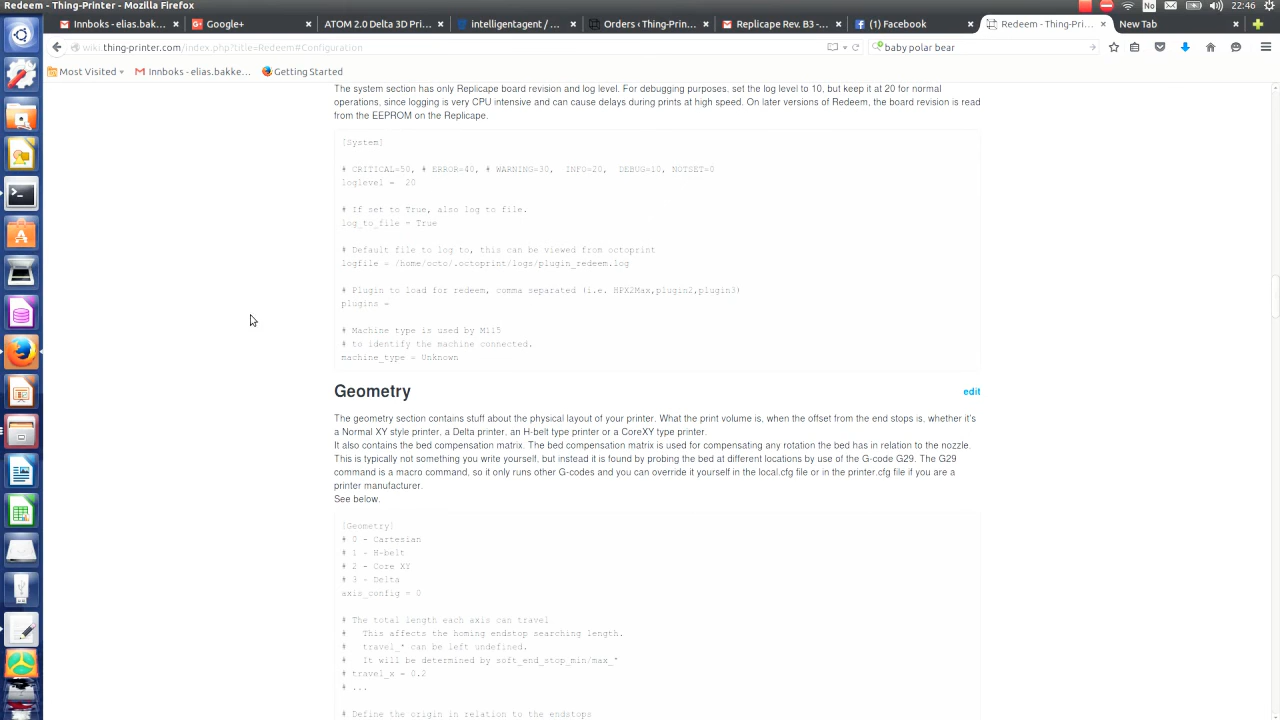 Redeem - Thing-Printer - Mozilla Firefox
No
22:46
Innboks - elias.bak...
Google+
ATOM 2.0 Delta 3D Pri...
intelligentagent / ...
Orders ‹ Thing-Prin...
Replicape Rev. B3 -...
(1) Facebook
Redeem - Thing-Pri...
New Tab
wiki.thing-printer.com/index.php?title=Redeem#Configuration
baby polar bear
Most Visited
Innboks - elias.bakke...
Getting Started
The system section has only Replicape board revision and log level. For debugging purposes, set the log level to 10, but keep it at 20 for normal
operations, since logging is very CPU intensive and can cause delays during prints at high speed. On later versions of Redeem, the board revision is read
from the EEPROM on the Replicape.
[System]
# CRITICAL=50, # ERROR=40, # WARNING=30,  INFO=20,  DEBUG=10, NOTSET=0
loglevel =  20
# If set to True, also log to file.
log_to_file = True
# Default file to log to, this can be viewed from octoprint
logfile = /home/octo/.octoprint/logs/plugin_redeem.log
# Plugin to load for redeem, comma separated (i.e. HPX2Max,plugin2,plugin3)
plugins =
# Machine type is used by M115
# to identify the machine connected.
machine_type = Unknown
Geometry
edit
The geometry section contains stuff about the physical layout of your printer. What the print volume is, when the offset from the end stops is, whether it's
a Normal XY style printer, a Delta printer, an H-belt type printer or a CoreXY type printer.
It also contains the bed compensation matrix. The bed compensation matrix is used for compensating any rotation the bed has in relation to the nozzle.
This is typically not something you write yourself, but instead it is found by probing the bed at different locations by use of the G-code G29. The G29
command is a macro command, so it only runs other G-codes and you can override it yourself in the local.cfg file or in the printer.cfg file if you are a
printer manufacturer.
See below.
[Geometry]
# 0 - Cartesian
# 1 - H-belt
# 2 - Core XY
# 3 - Delta
axis_config = 0
# The total length each axis can travel
#   This affects the homing endstop searching length.
#   travel_* can be left undefined.
#   It will be determined by soft_end_stop_min/max_*
# travel_x = 0.2
# ...
# Define the origin in relation to the endstops